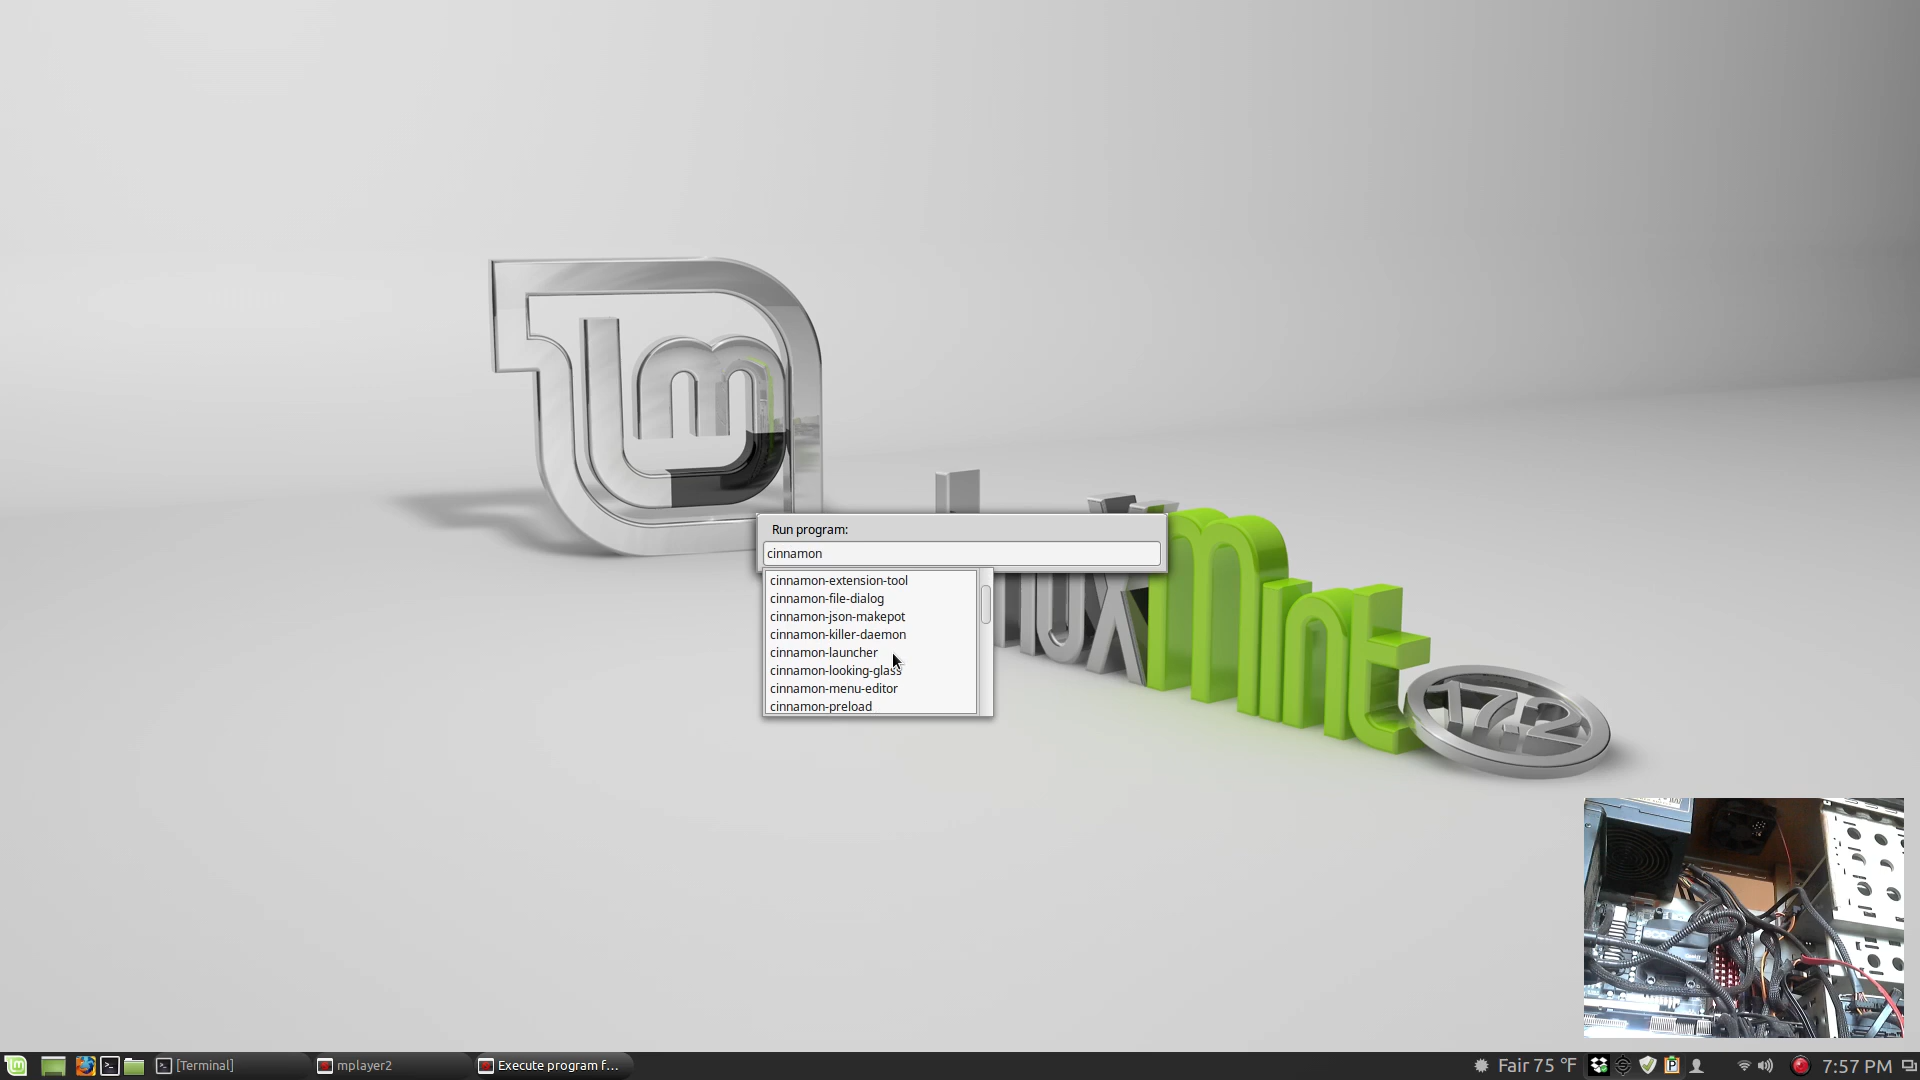 Run program:
cinnamon
cinnamon-extension-tool
cinnamon-file-dialog
cinnamon-json-makepot
cinnamon-killer-daemon
cinnamon-launcher
cinnamon-looking-glass
cinnamon-menu-editor
cinnamon-preload
Mint
17.2
[Terminal]
mplayer2
Execute program f...
Fair 75 °F
7:57 PM